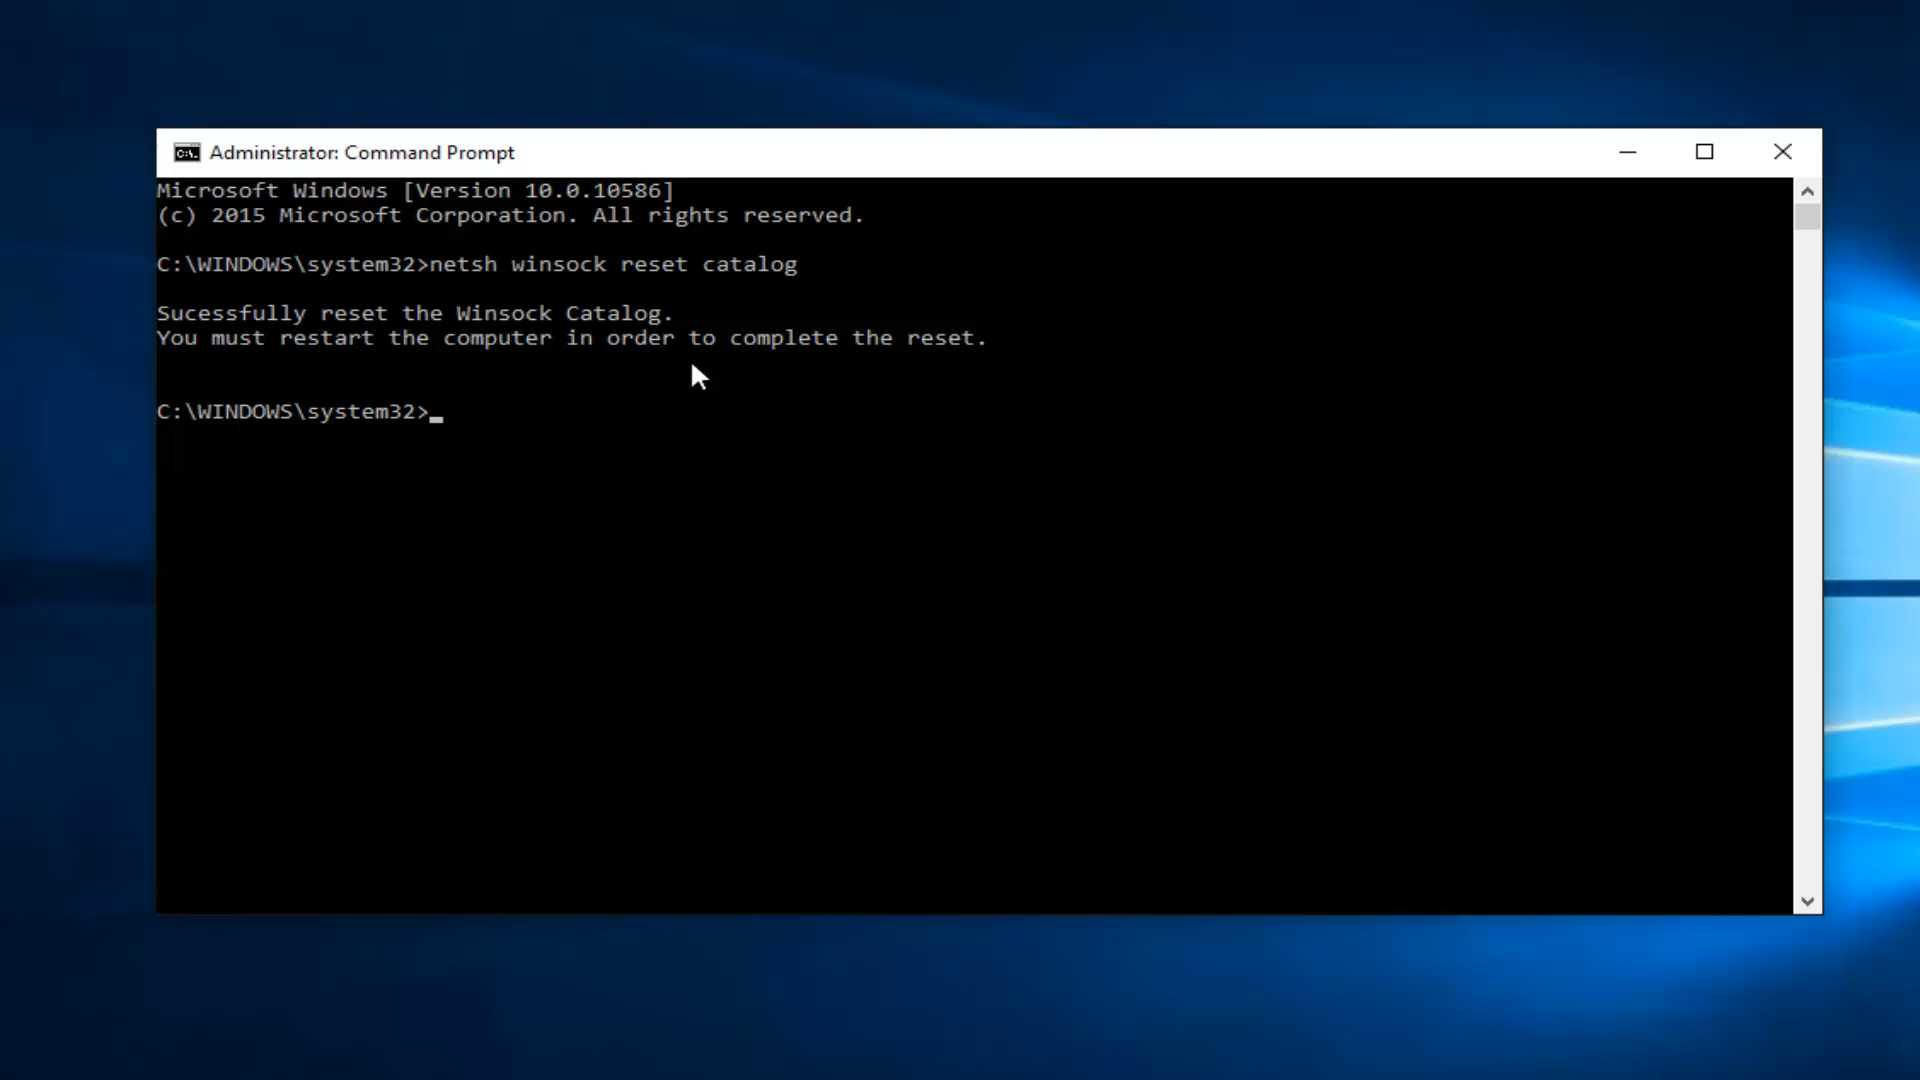 Administrator: Command Prompt
Microsoft Windows [Version 10.0.10586]
(c) 2015 Microsoft Corporation. All rights reserved.
C:\WINDOWS\system32>netsh winsock reset catalog
Sucessfully reset the Winsock Catalog.
You must restart the computer in order to complete the reset.
C:\WINDOWS\system32>